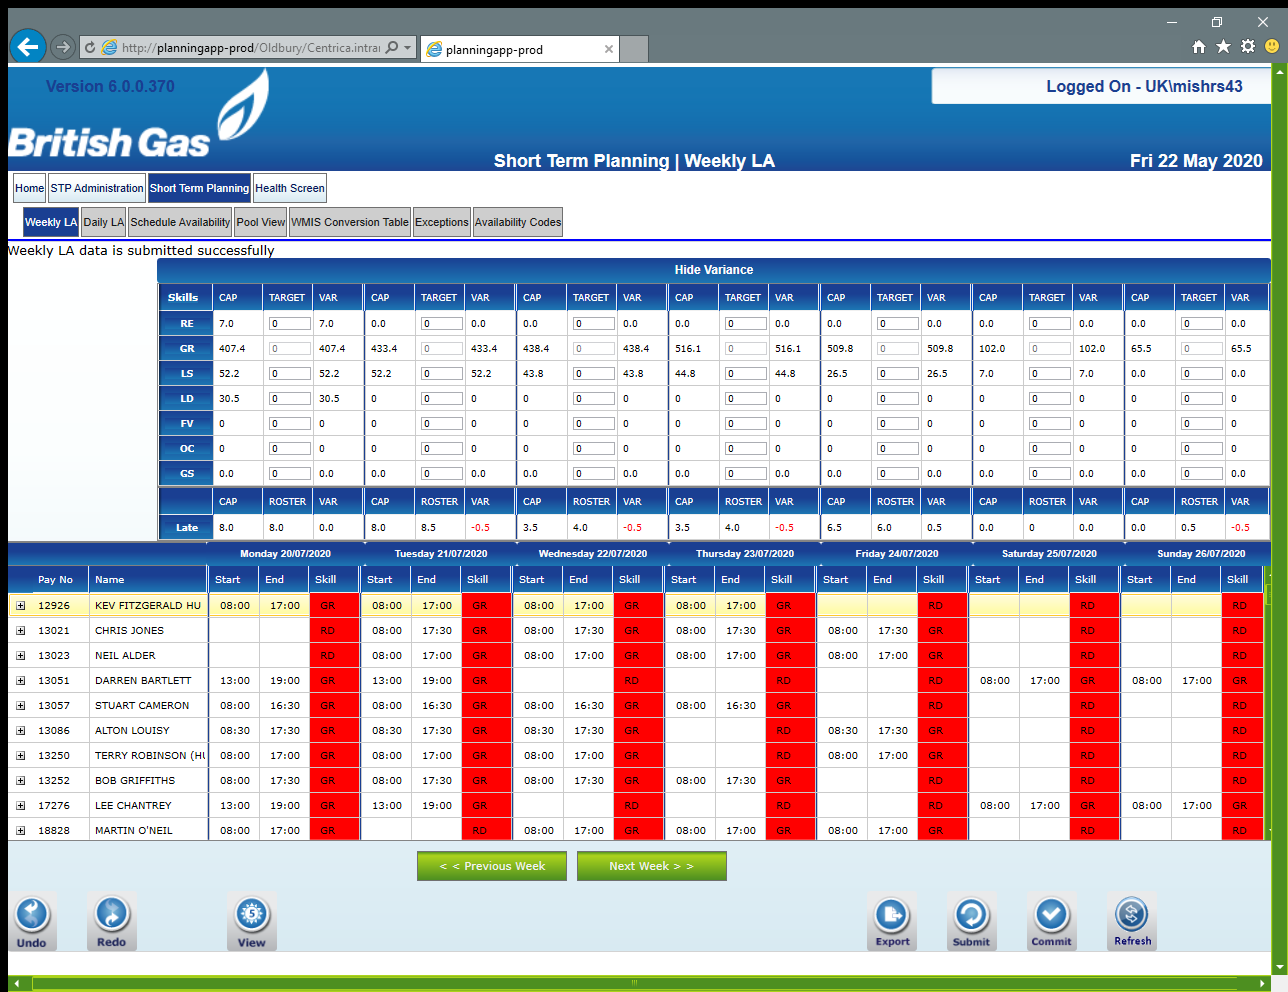 http://planningapp-prod/Oldbury/Centrica.intrai
planningapp-prod
Version 6.0.0.370
Logged On - UK\mishrs43
British Gas
Short Term Planning | Weekly LA
Fri 22 May 2020
Home STP Administration Short Term Planning Health Screen
Weekly LA Daily LA Schedule Availability Pool View WMIS Conversion Table Exceptions Availability Codes
Weekly LA data is submitted successfully
Hide Variance
Skills CAP TARGET VAR CAP TARGET VAR CAP TARGET VAR CAP TARGET VAR CAP TARGET VAR CAP TARGET VAR CAP TARGET VAR
RE 7.0 0 7.0 0.0 0 0.0 0.0 0 0.0 0.0 0 0.0 0.0 0 0.0 0.0 0 0.0 0.0 0 0.0
GR 407.4 0 407.4 433.4 0 433.4 438.4 0 438.4 516.1 0 516.1 509.8 0 509.8 102.0 0 102.0 65.5 0 65.5
LS 52.2 0 52.2 52.2 0 52.2 43.8 0 43.8 44.8 0 44.8 26.5 0 26.5 7.0 0 7.0 0.0 0 0.0
LD 30.5 0 30.5 0 0 0 0 0 0 0 0 0 0 0 0 0 0 0 0 0 0
FV 0 0 0 0 0 0 0 0 0 0 0 0 0 0 0 0 0 0 0 0 0
OC 0 0 0 0 0 0 0 0 0 0 0 0 0 0 0 0 0 0 0 0 0
GS 0.0 0 0.0 0.0 0 0.0 0.0 0 0.0 0.0 0 0.0 0.0 0 0.0 0.0 0 0.0 0.0 0 0.0
CAP ROSTER VAR CAP ROSTER VAR CAP ROSTER VAR CAP ROSTER VAR CAP ROSTER VAR CAP ROSTER VAR CAP ROSTER VAR
Late 8.0 8.0 0.0 8.0 8.5 -0.5 3.5 4.0 -0.5 3.5 4.0 -0.5 6.5 6.0 0.5 0.0 0 0.0 0.0 0.5 -0.5
Monday 20/07/2020 Tuesday 21/07/2020 Wednesday 22/07/2020 Thursday 23/07/2020 Friday 24/07/2020 Saturday 25/07/2020 Sunday 26/07/2020
Pay No Name Start End Skill Start End Skill Start End Skill Start End Skill Start End Skill Start End Skill Start End Skill
12926 KEV FITZGERALD HU 08:00 17:00 GR 08:00 17:00 GR 08:00 17:00 GR 08:00 17:00 GR RD RD RD
13021 CHRIS JONES RD 08:00 17:30 GR 08:00 17:30 GR 08:00 17:30 GR 08:00 17:30 GR RD RD
13023 NEIL ALDER RD 08:00 17:00 GR 08:00 17:00 GR 08:00 17:00 GR 08:00 17:00 GR RD RD
13051 DARREN BARTLETT 13:00 19:00 GR 13:00 19:00 GR RD RD RD 08:00 17:00 GR 08:00 17:00 GR
13057 STUART CAMERON 08:00 16:30 GR 08:00 16:30 GR 08:00 16:30 GR 08:00 16:30 GR RD RD RD
13086 ALTON LOUISY 08:30 17:30 GR 08:30 17:30 GR 08:30 17:30 GR RD 08:30 17:30 GR RD RD
13250 TERRY ROBINSON (HU 08:00 17:00 GR 08:00 17:00 GR 08:00 17:00 GR RD 08:00 17:00 GR RD RD
13252 BOB GRIFFITHS 08:00 17:30 GR 08:00 17:30 GR 08:00 17:30 GR 08:00 17:30 GR RD RD RD
17276 LEE CHANTREY 13:00 19:00 GR 13:00 19:00 GR RD RD RD 08:00 17:00 GR 08:00 17:00 GR
18828 MARTIN O'NEIL 08:00 17:00 GR RD 08:00 17:00 GR 08:00 17:00 GR 08:00 17:00 GR RD RD
< < Previous Week Next Week > >
Undo Redo View Export Submit Commit Refresh